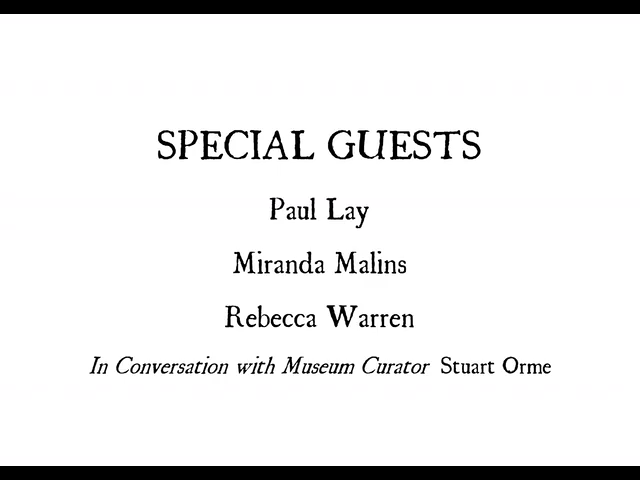 SPECIAL GUESTS
Paul Lay
Miranda Malins
Rebecca Warren
In Conversation with Museum Curator Stuart Orme